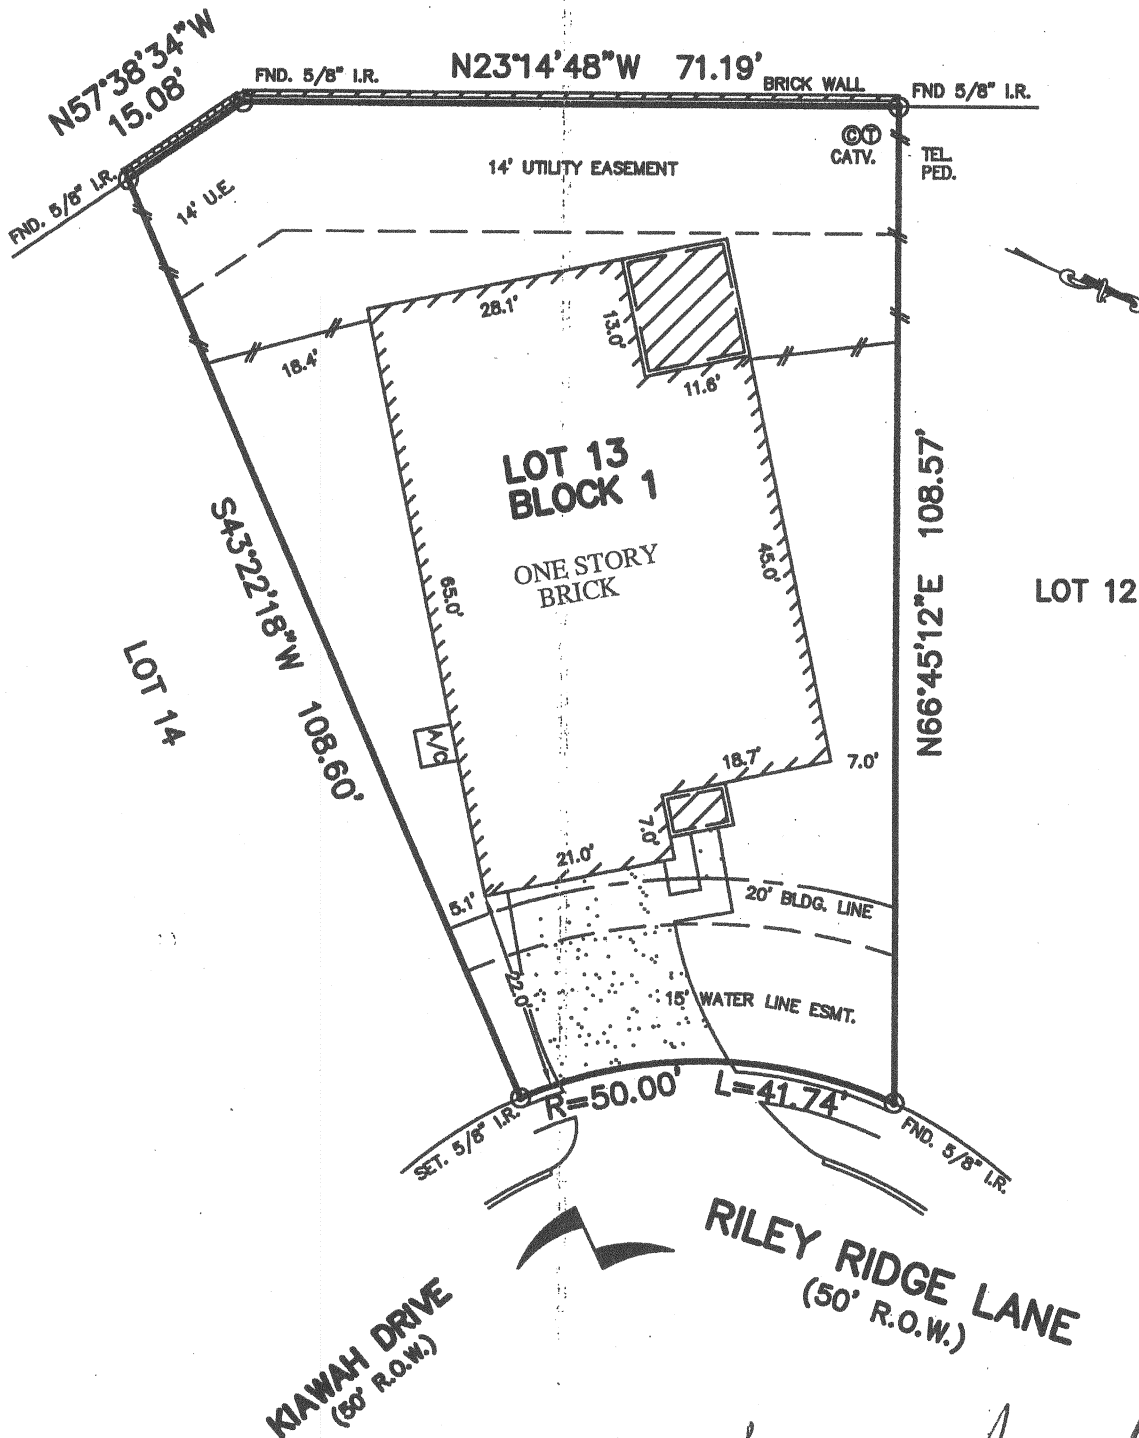 N57°38'34"W
15.08'
FND. 5/8" I.R.
N23°14'48"W 71.19'
BRICK WALL
FND 5/8" I.R.
CATV.
C T
TEL.
PED.
14' UTILITY EASEMENT
FND. 5/8" I.R.
14' U.E.
28.1'
13.0'
11.6'
18.4'
LOT 13
BLOCK 1
ONE STORY
BRICK
S43°22'18"W 108.60'
65.0'
45.0'
N66°45'12"E 108.57'
LOT 12
LOT 14
A/C
18.7'
7.0'
7.0'
21.0'
5.1'
20' BLDG. LINE
22.0'
15' WATER LINE ESMT.
R=50.00' L=41.74'
SET. 5/8" I.R.
FND. 5/8" I.R.
RILEY RIDGE LANE
(50' R.O.W.)
KIAWAH DRIVE
(50' R.O.W.)